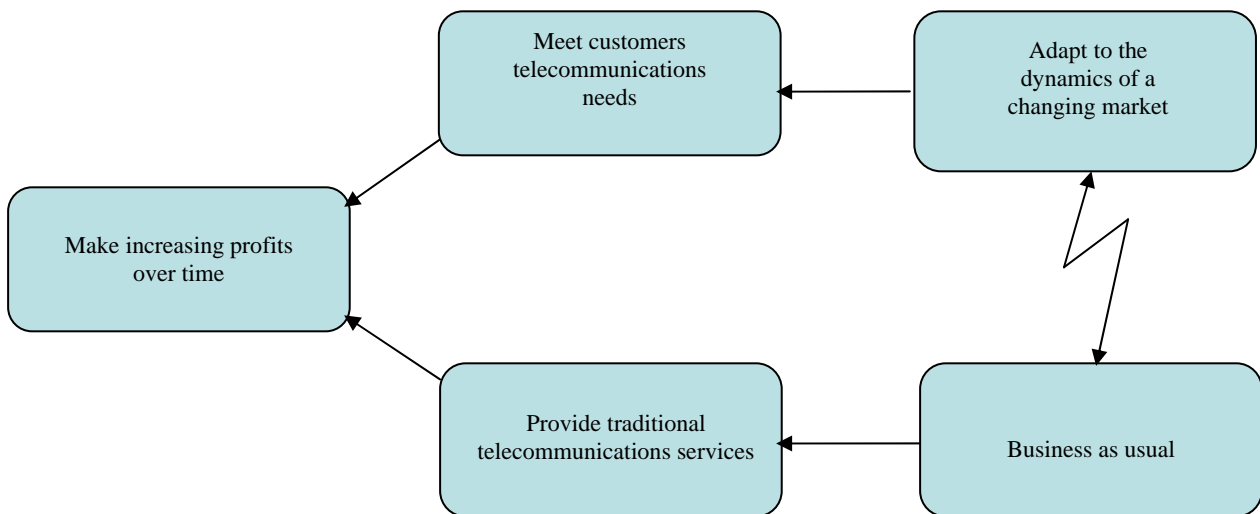 Meet customers
telecommunications
needs
Adapt to the
dynamics of a
changing market
Make increasing profits
over time
Provide traditional
telecommunications services
Business as usual